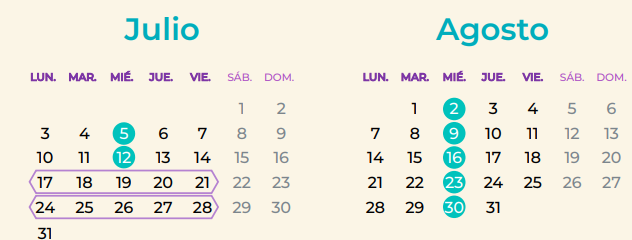 Julio
LUN. MAR. MIÉ. JUE. VIE. SÁB. DOM.
1 2
3 4 5 6 7 8 9
10 11 12 13 14 15 16
17 18 19 20 21 22 23
24 25 26 27 28 29 30
31
Agosto
LUN. MAR. MIÉ. JUE. VIE. SÁB. DOM.
1 2 3 4 5 6
7 8 9 10 11 12 13
14 15 16 17 18 19 20
21 22 23 24 25 26 27
28 29 30 31